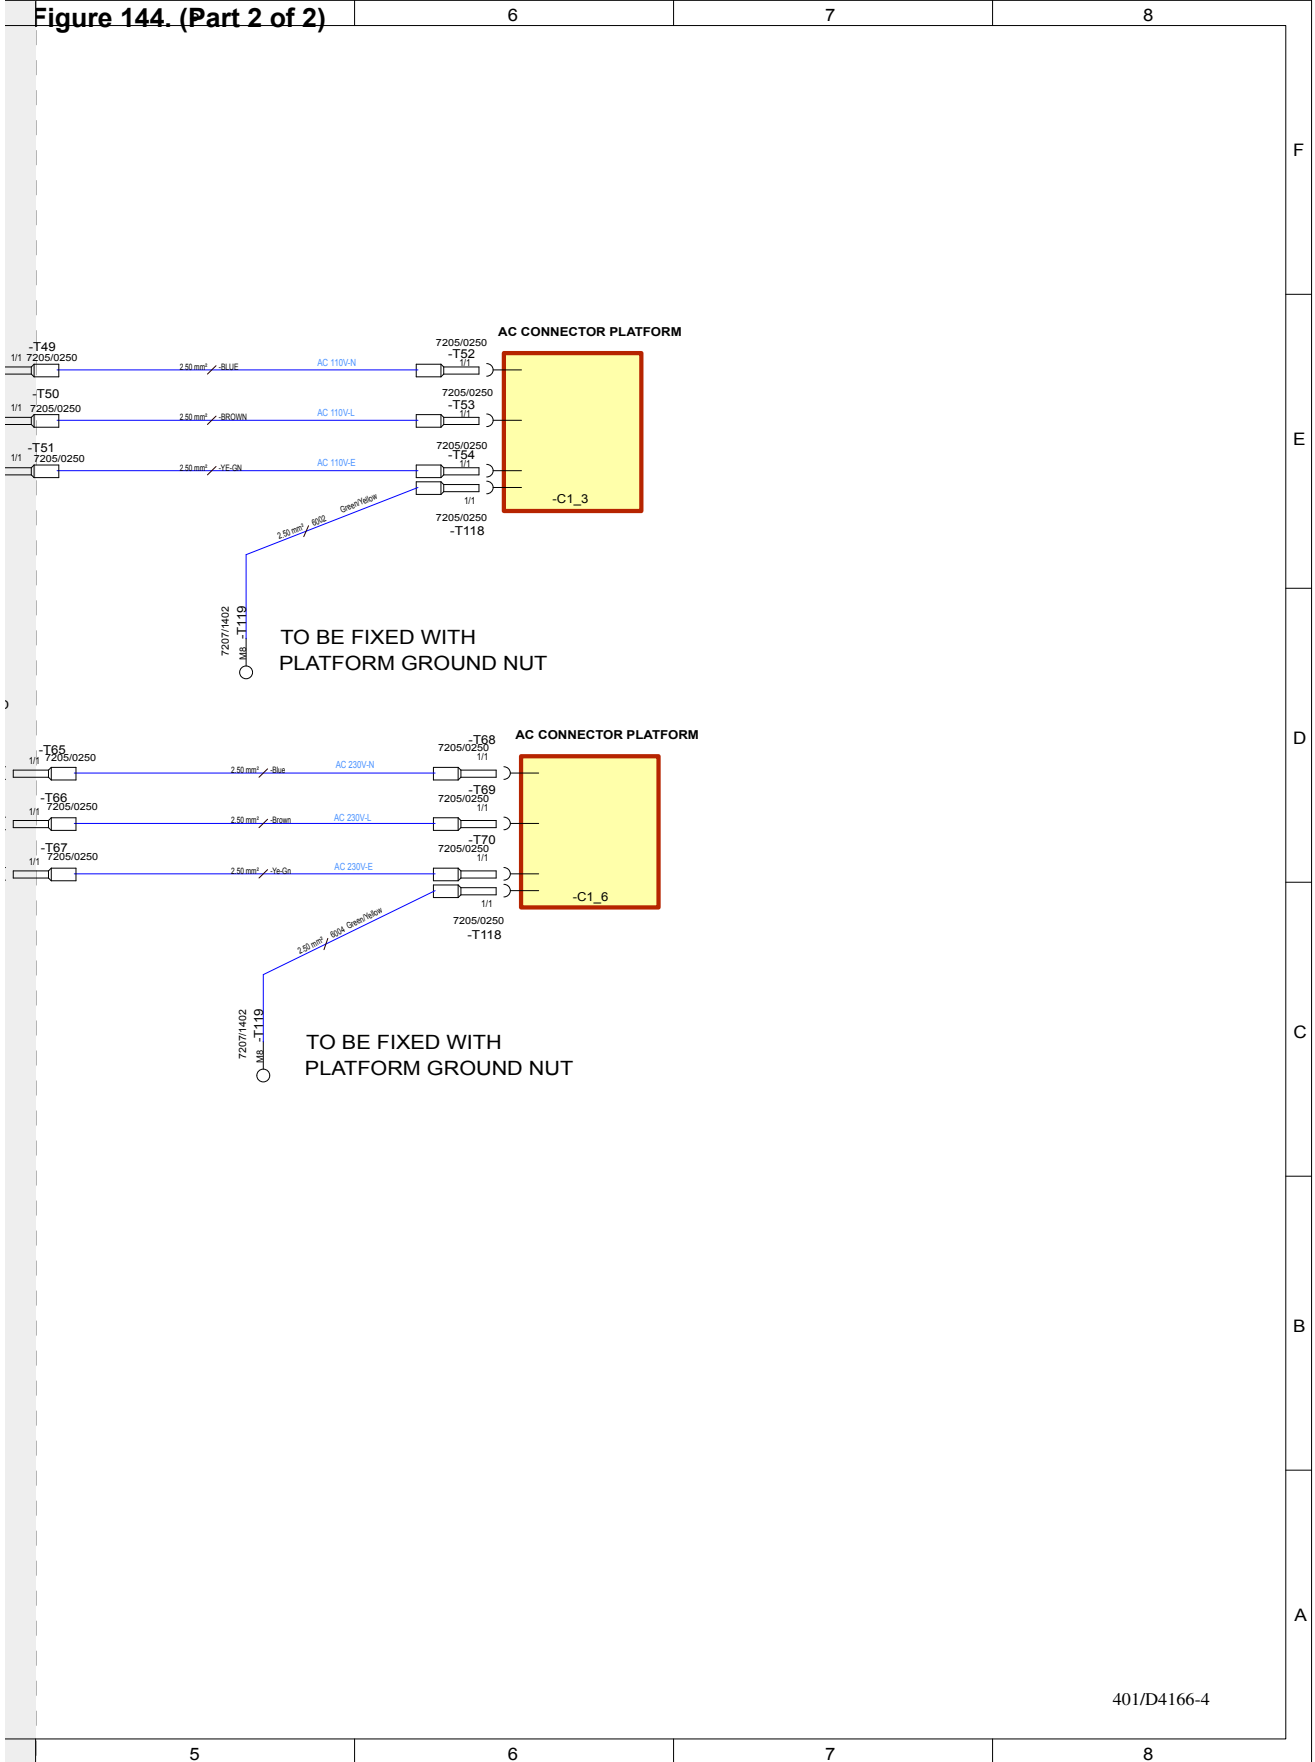 Figure 144. (Part 2 of 2)
6
7
8
F
AC CONNECTOR PLATFORM
-T49
1/1 7205/0250
2.50 mm² -BLUE
AC 110V-N
7205/0250
-T52
1/1
-T50
1/1 7205/0250
2.50 mm² -BROWN
AC 110V-L
7205/0250
-T53
1/1
E
-T51
1/1 7205/0250
2.50 mm² -YE-GN
AC 110V-E
7205/0250
-T54
1/1
-C1_3
1/1
7205/0250
-T118
2.50 mm² 6002 Green/Yellow
7207/1402
M8 -T119
TO BE FIXED WITH
PLATFORM GROUND NUT
AC CONNECTOR PLATFORM
D
-T65
1/1 7205/0250
2.50 mm² -Blue
AC 230V-N
-T68
7205/0250
1/1
-T66
1/1 7205/0250
2.50 mm² -Brown
AC 230V-L
-T69
7205/0250
1/1
-T67
1/1 7205/0250
2.50 mm² -Ye-Gn
AC 230V-E
-T70
7205/0250
1/1
-C1_6
1/1
7205/0250
-T118
2.50 mm² 6004 Green/Yellow
7207/1402
M8 -T119
TO BE FIXED WITH
PLATFORM GROUND NUT
C
B
A
401/D4166-4
5
6
7
8